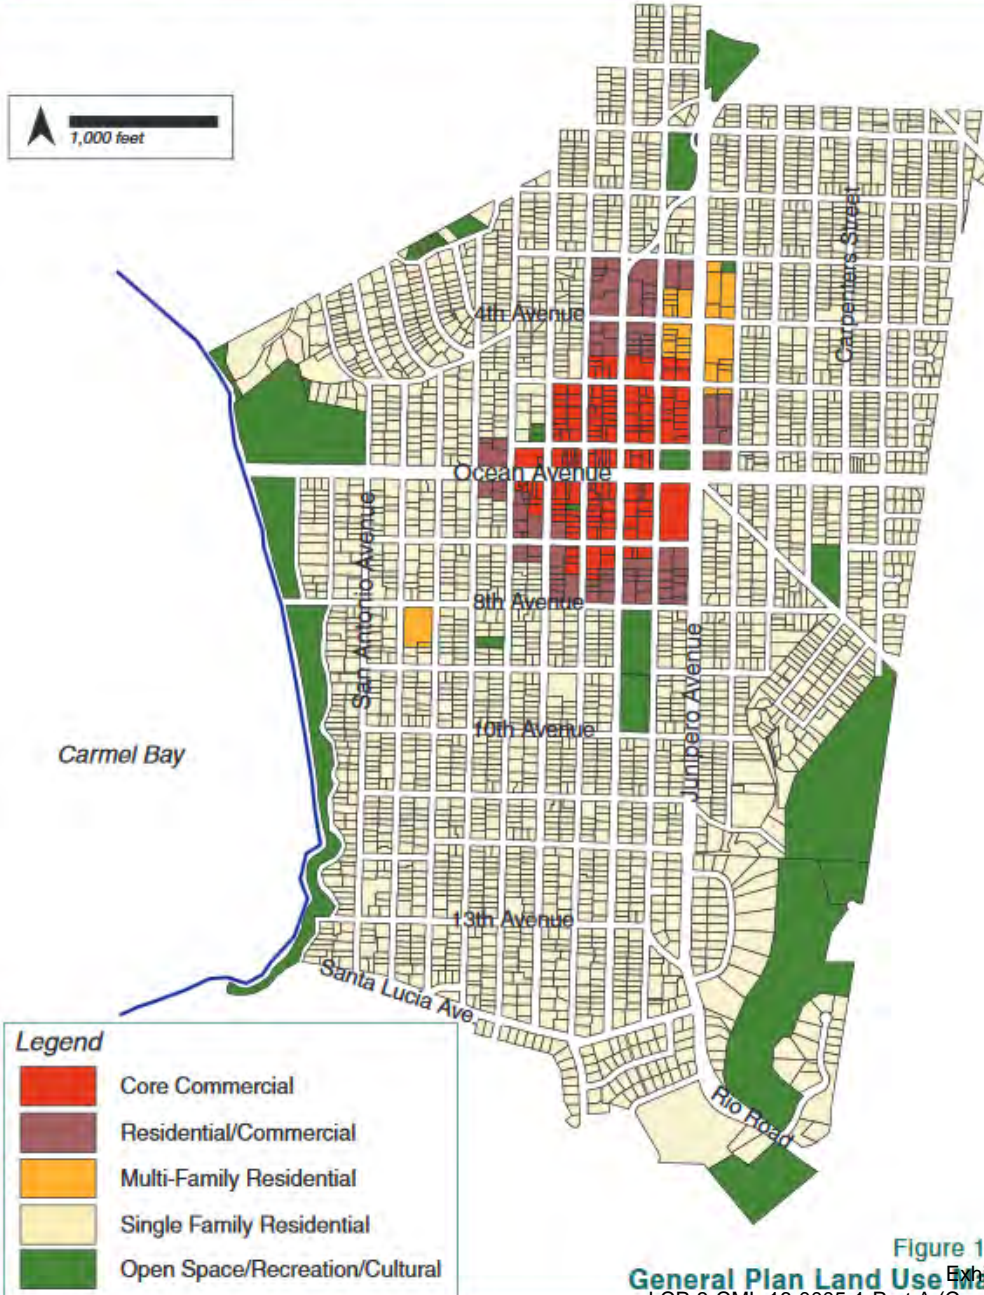 1,000 feet
Carpenters Street
4th Avenue
Ocean Avenue
San Antonio Avenue
8th Avenue
Junipero Avenue
10th Avenue
Carmel Bay
13th Avenue
Santa Lucia Ave.
Rio Road
Legend
Core Commercial
Residential/Commercial
Multi-Family Residential
Single Family Residential
Open Space/Recreation/Cultural
Figure 1
General Plan Land Use